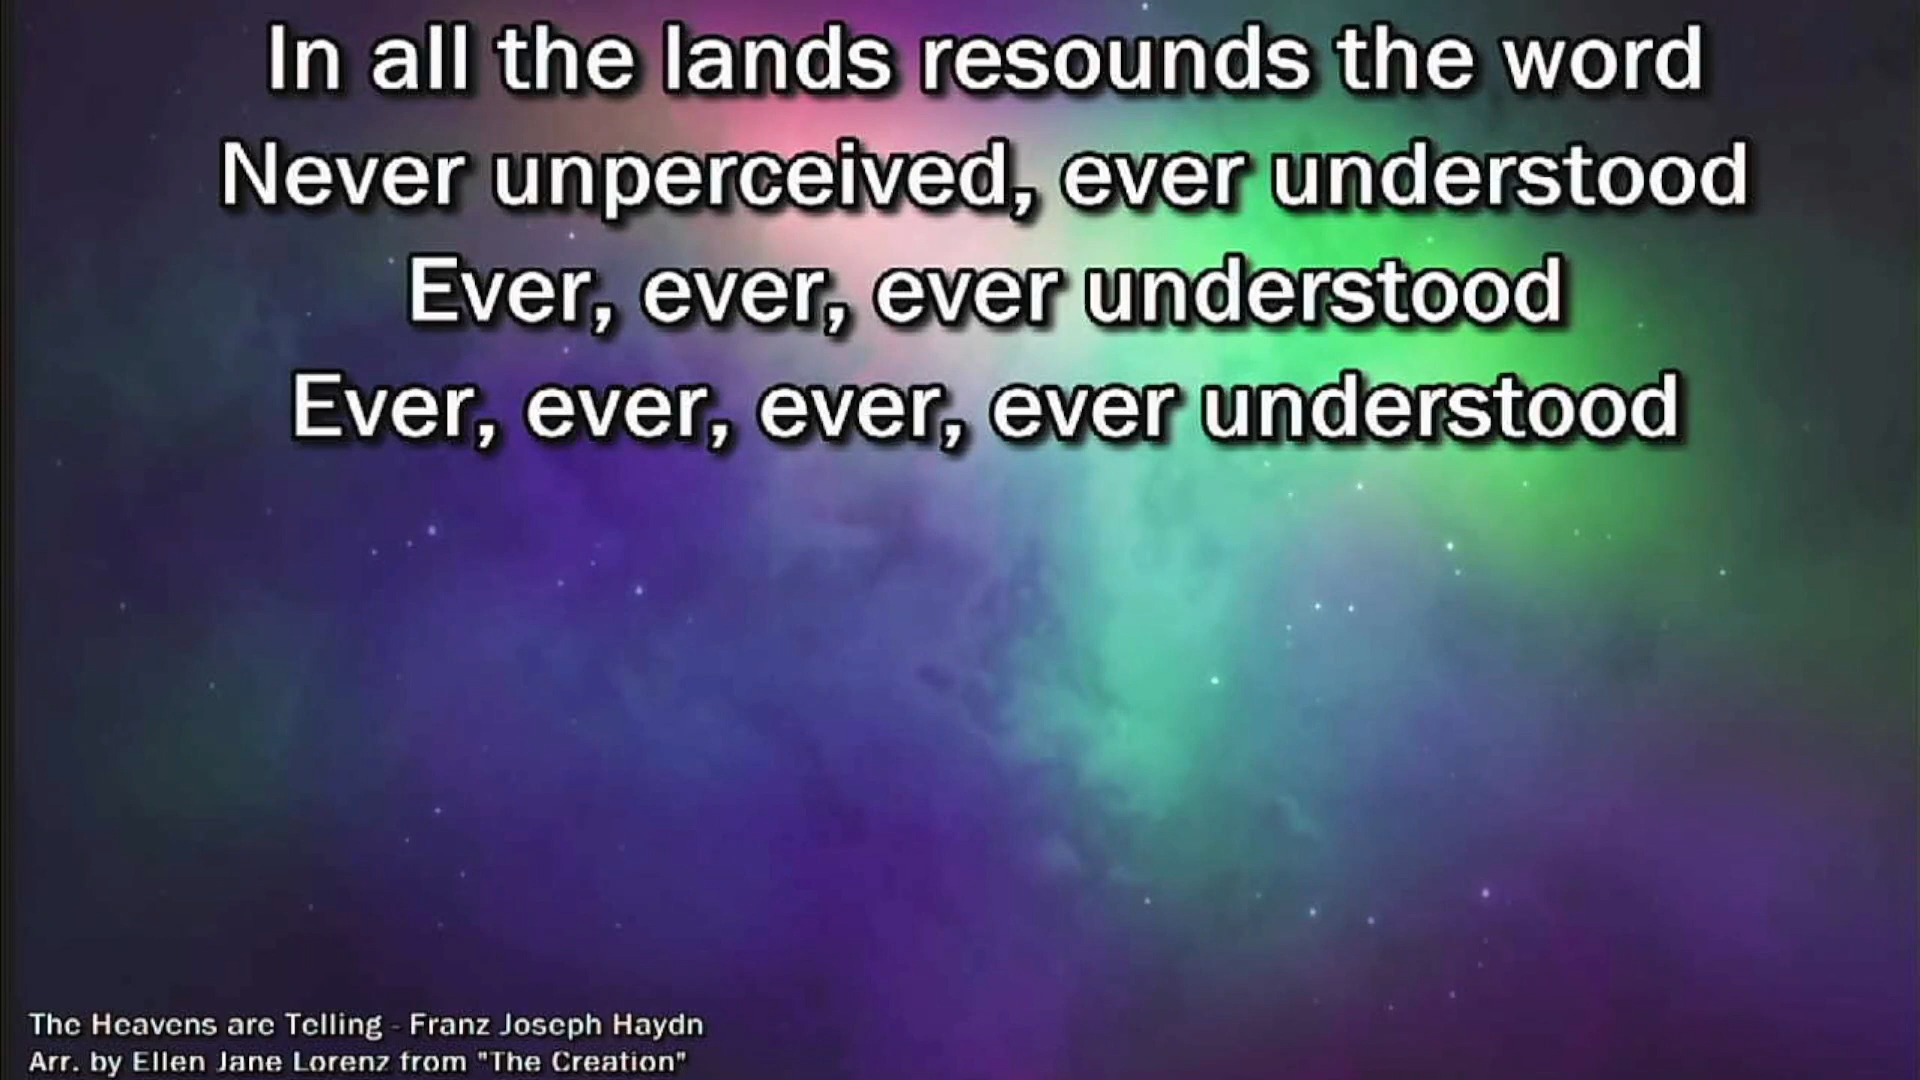 In all the lands resounds the word
Never unperceived, ever understood
Ever, ever, ever understood
Ever, ever, ever, ever understood
The Heavens are Telling - Franz Joseph Haydn
Arr. by Ellen Jane Lorenz from "The Creation"